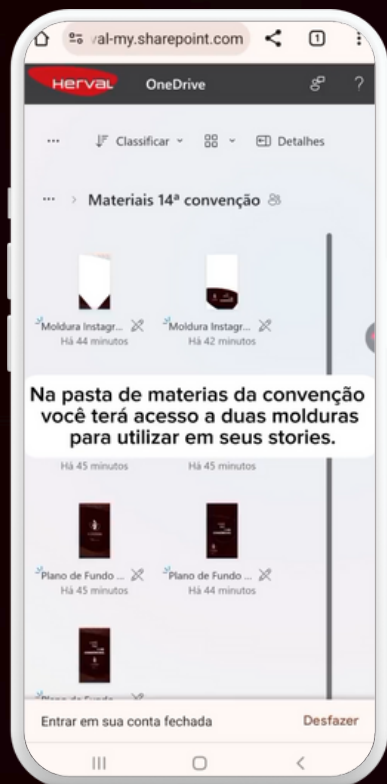 val-my.sharepoint.com
1
Herval OneDrive ?
... Classificar Detalhes
... > Materiais 14ª convenção
Moldura Instagr... Moldura Instagr...
Há 44 minutos Há 42 minutos
Na pasta de materias da convenção
você terá acesso a duas molduras
para utilizar em seus stories.
Há 45 minutos Há 45 minutos
Plano de Fundo ... Plano de Fundo ...
Há 45 minutos Há 44 minutos
Entrar em sua conta fechada Desfazer